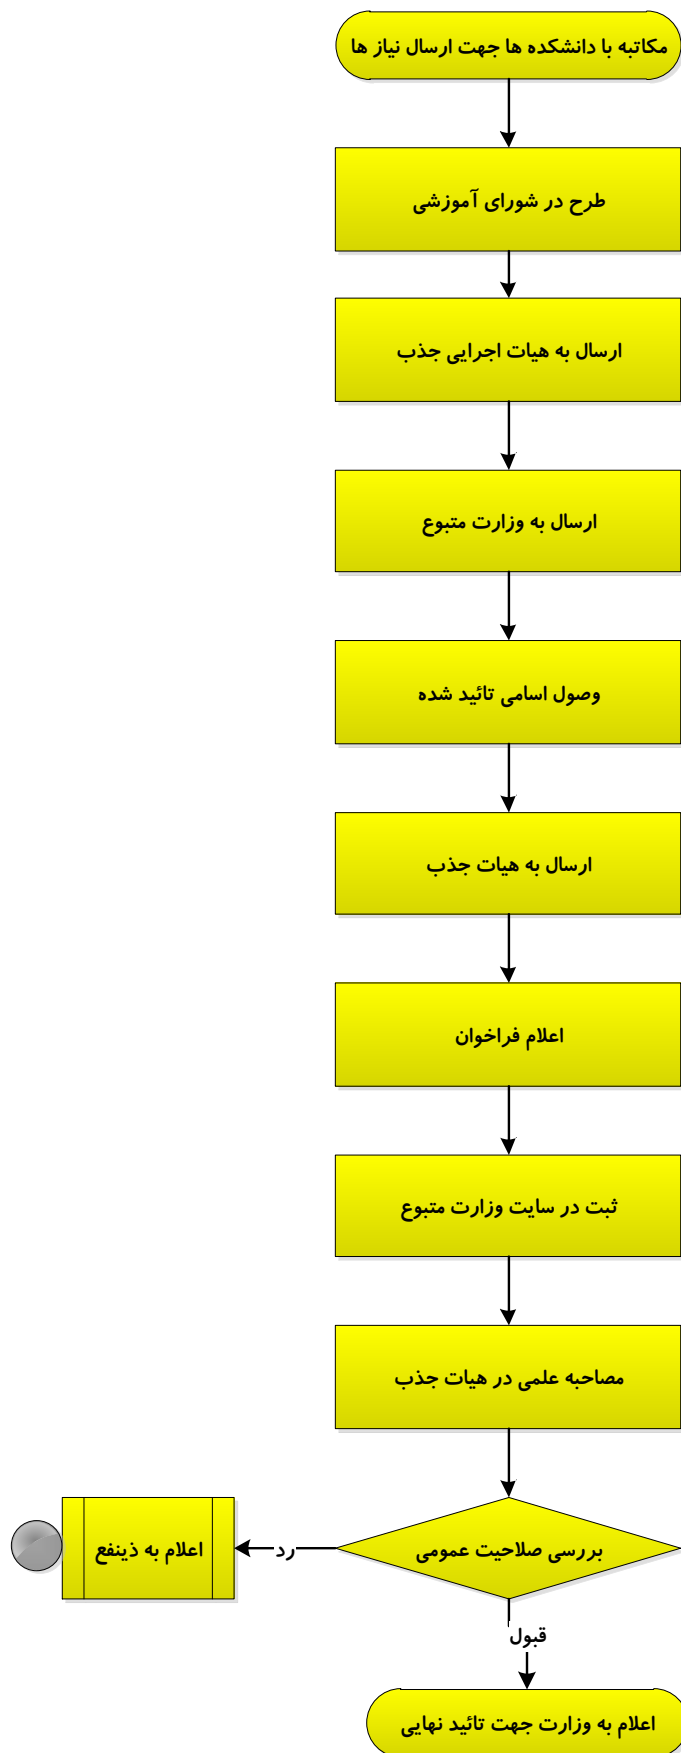 مکاتبه با دانشکده ها جهت ارسال نیاز ها
طرح در شورای آموزشی
ارسال به هیات اجرایی جذب
ارسال به وزارت متبوع
وصول اسامی تائید شده
ارسال به هیات جذب
اعلام فراخوان
ثبت در سایت وزارت متبوع
مصاحبه علمی در هیات جذب
بررسی صلاحیت عمومی
رد
اعلام به ذینفع
قبول
اعلام به وزارت جهت تائید نهایی